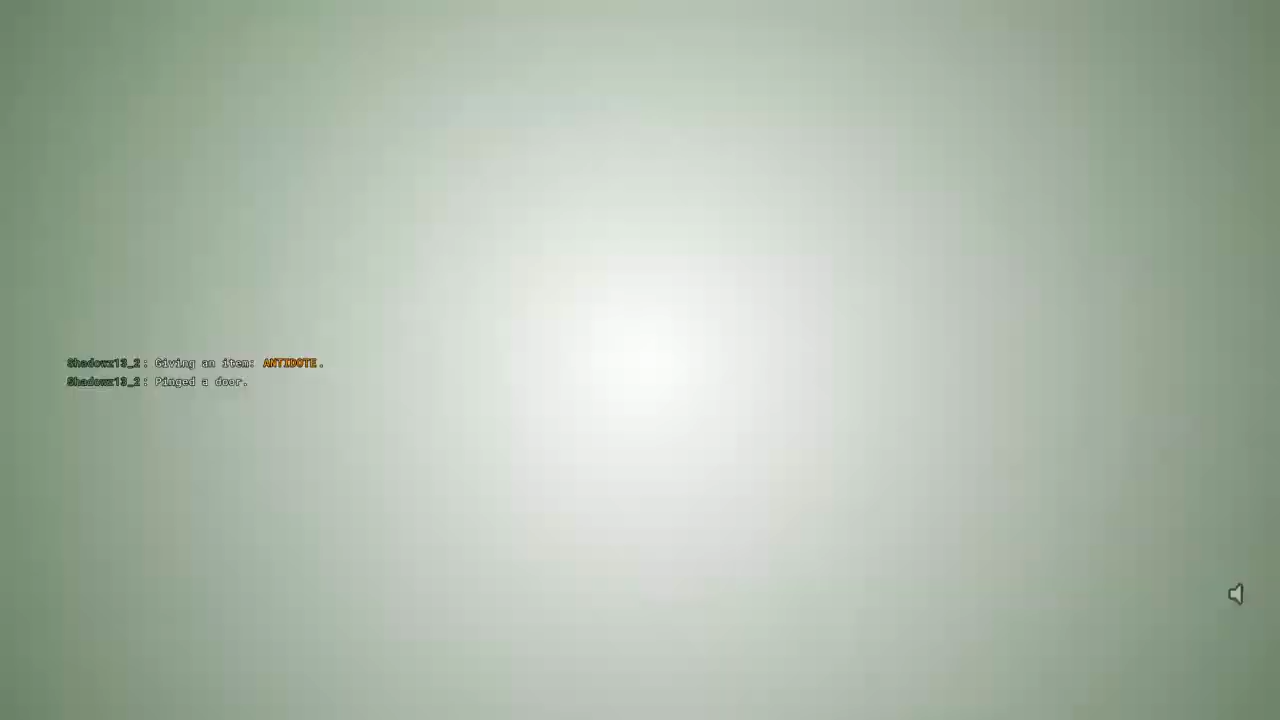 Shadowz13_2: Giving an item: ANTIDOTE.
Shadowz13_2: Pinged a door.